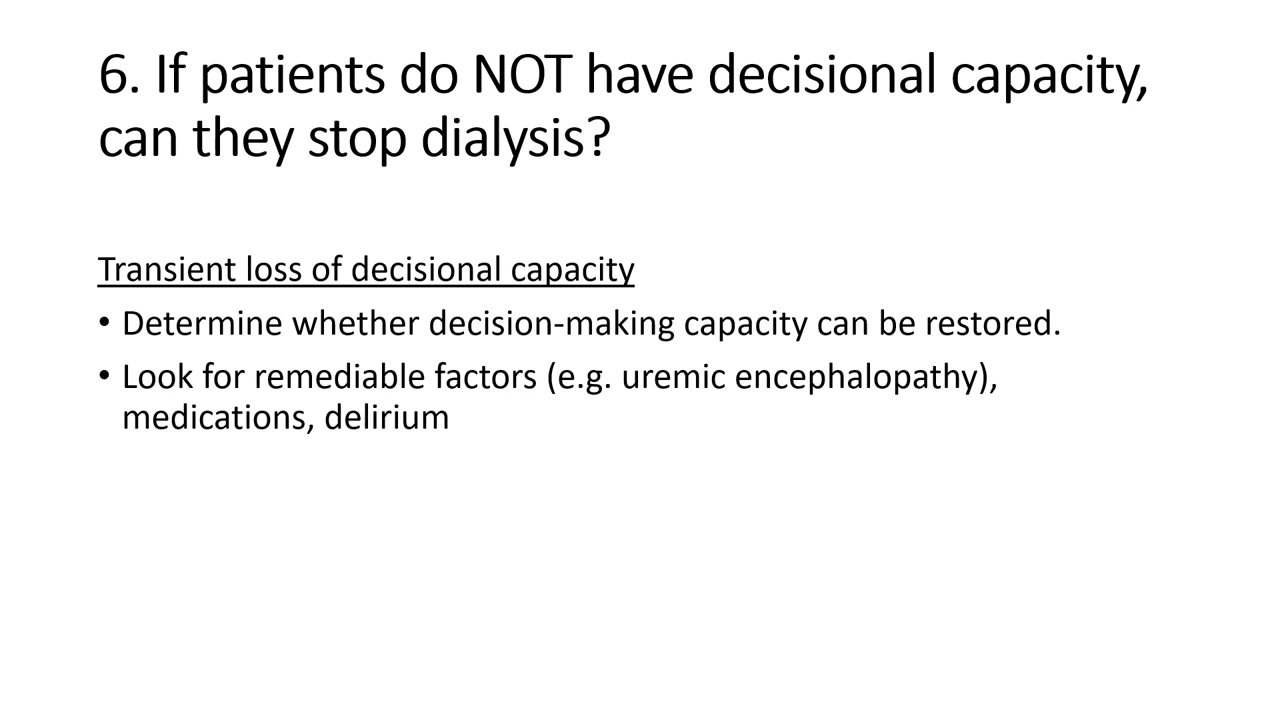 6. If patients do NOT have decisional capacity,
can they stop dialysis?
Transient loss of decisional capacity
• Determine whether decision-making capacity can be restored.
• Look for remediable factors (e.g. uremic encephalopathy),
medications, delirium